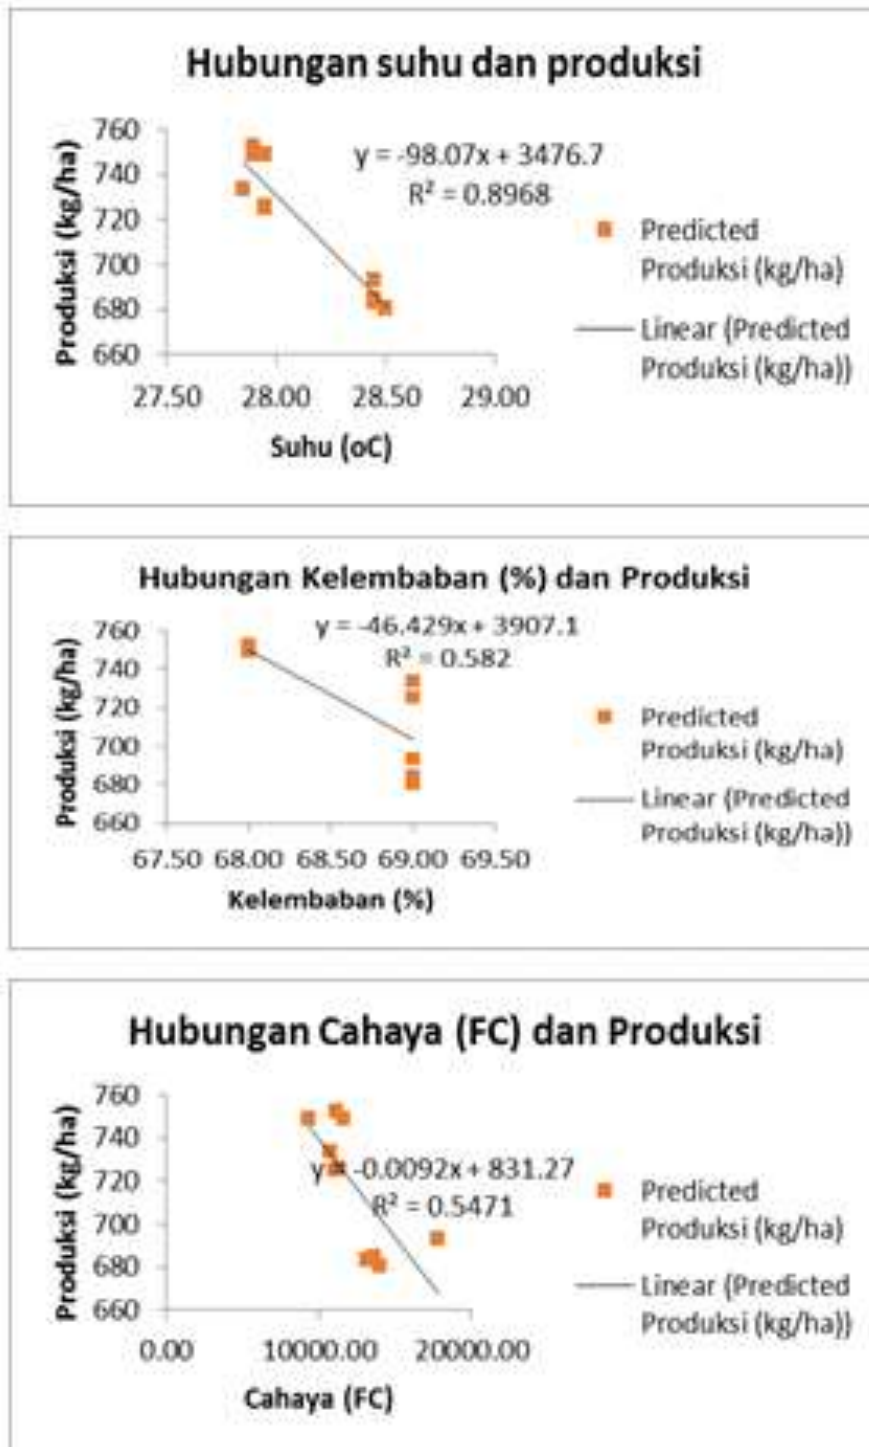 Hubungan suhu dan produksi
Produksi (kg/ha)
760
740
720
700
680
660
y = -98.07x + 3476.7
R² = 0.8968
Predicted
Produksi (kg/ha)
Linear (Predicted
Produksi (kg/ha))
27.50 28.00 28.50 29.00
Suhu (oC)
Hubungan Kelembaban (%) dan Produksi
Produksi (kg/ha)
760
740
720
700
680
660
y = -46.429x + 3907.1
R² = 0.582
Predicted
Produksi (kg/ha)
Linear (Predicted
Produksi (kg/ha))
67.50 68.00 68.50 69.00 69.50
Kelembaban (%)
Hubungan Cahaya (FC) dan Produksi
Produksi (kg/ha)
760
740
720
700
680
660
y = -0.0092x + 831.27
R² = 0.5471
Predicted
Produksi (kg/ha)
Linear (Predicted
Produksi (kg/ha))
0.00 10000.00 20000.00
Cahaya (FC)